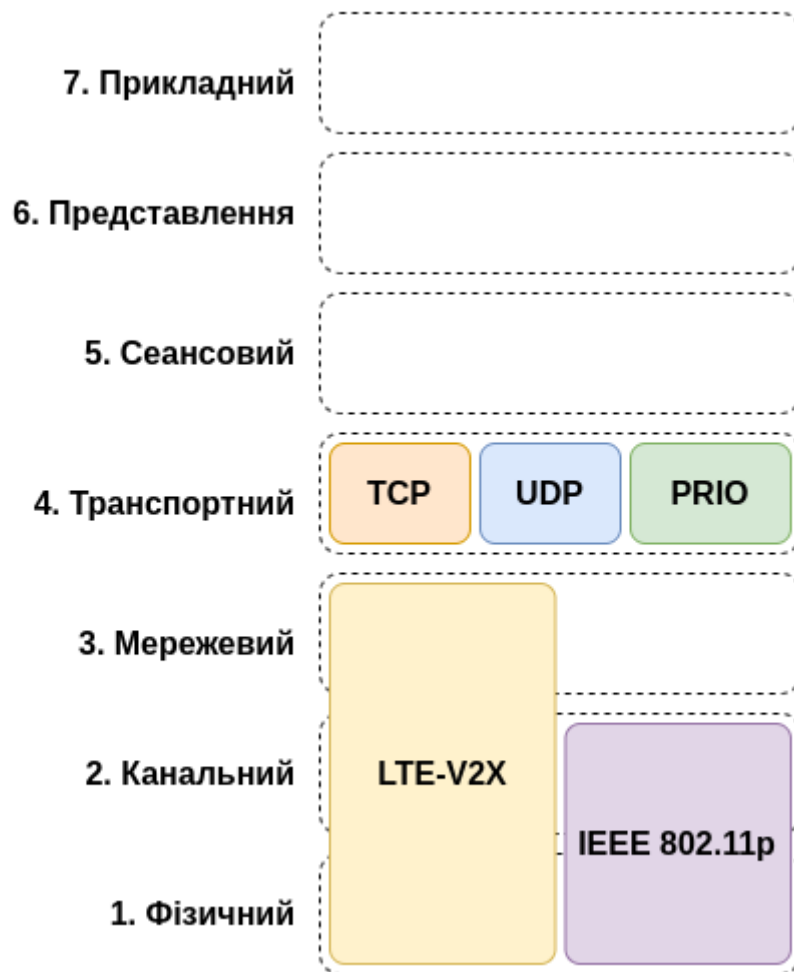 7. Прикладний
6. Представлення
5. Сеансовий
4. Транспортний
TCP
UDP
PRIO
3. Мережевий
2. Канальний
LTE-V2X
IEEE 802.11p
1. Фізичний